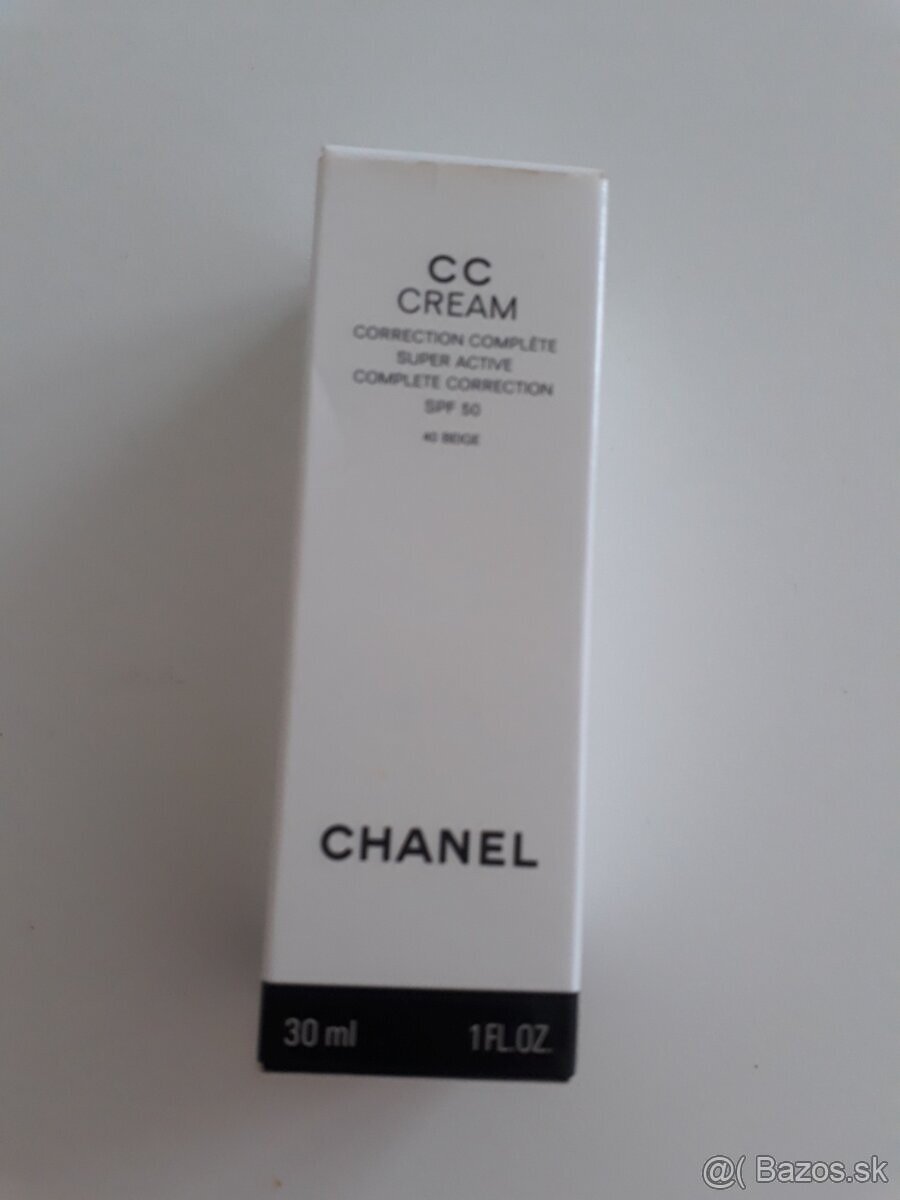 CC
CREAM
CORRECTION COMPLÈTE
SUPER ACTIVE
COMPLETE CORRECTION
SPF 50
40 BEIGE
CHANEL
30 ml 1 FL.OZ.
@( Bazos.sk